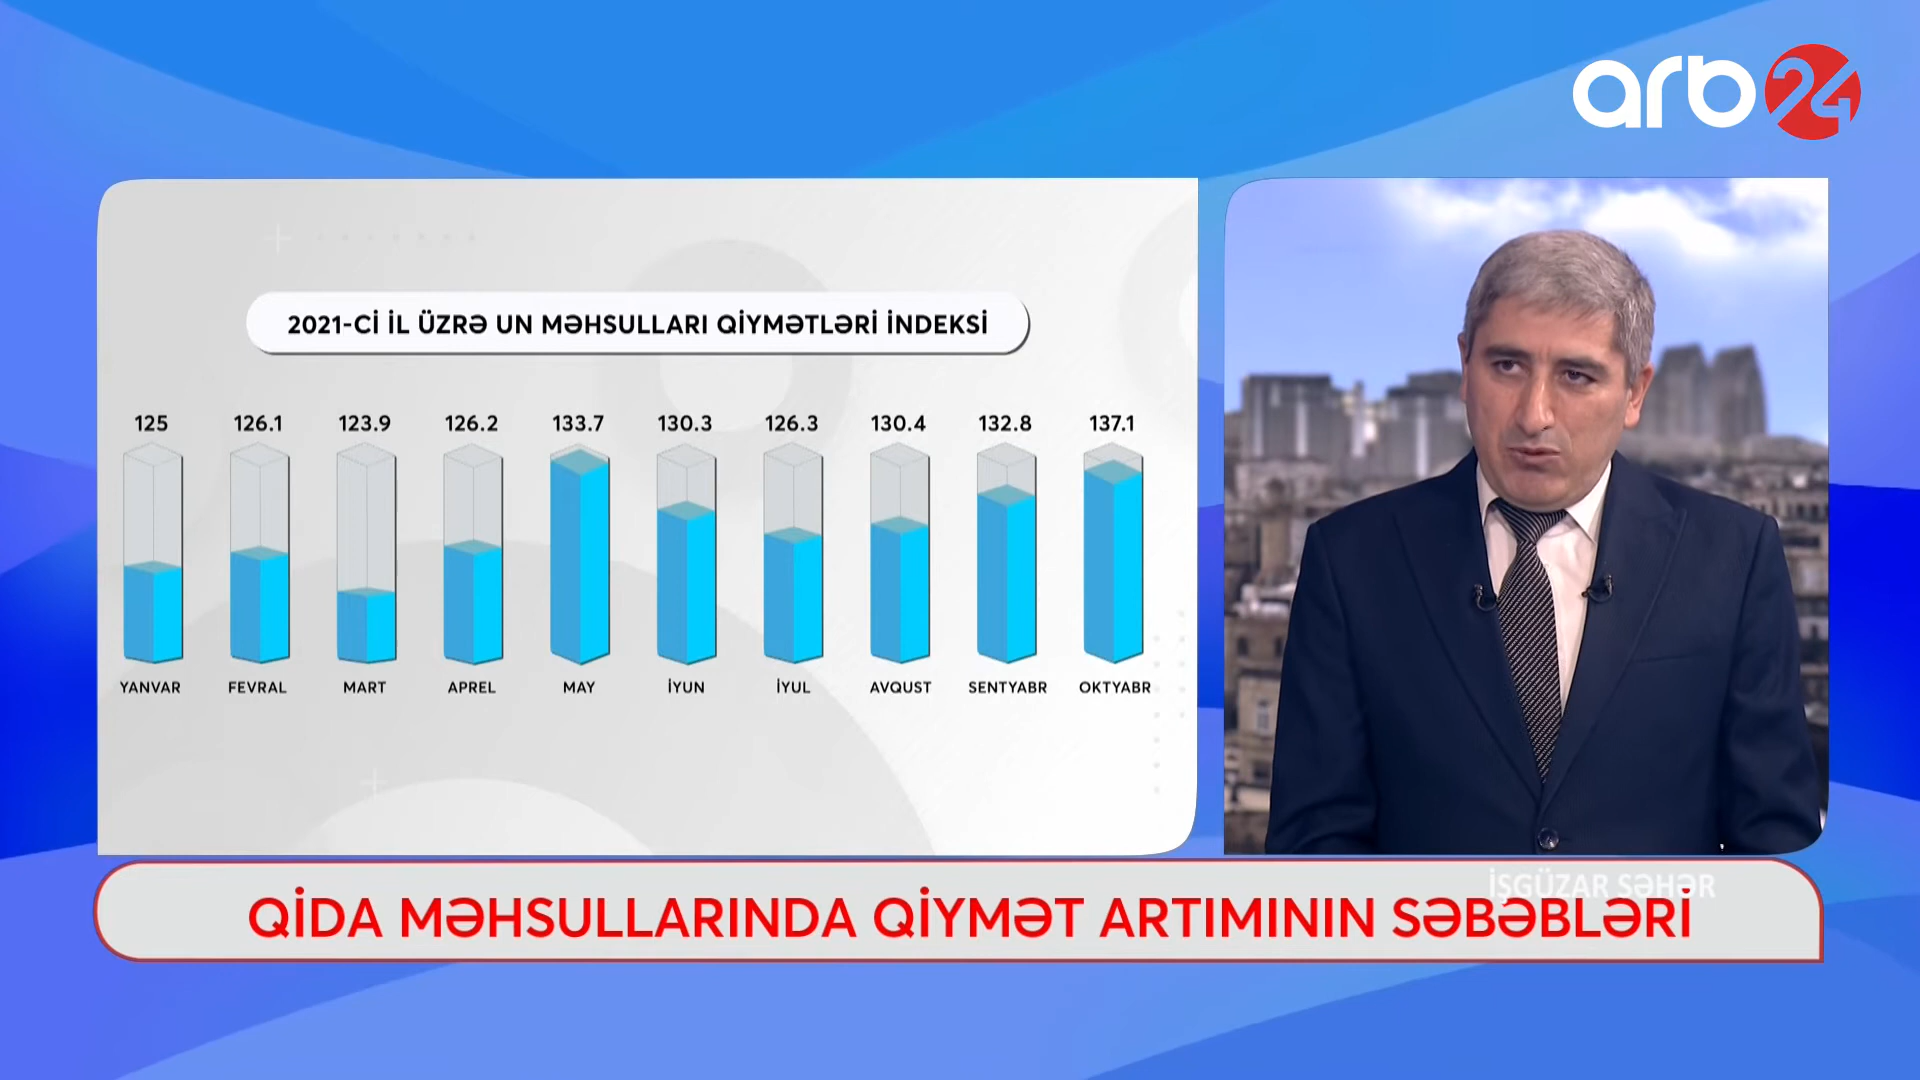 arb24
2021-Cİ İL ÜZRƏ UN MƏHSULLARI QİYMƏTLƏRİ İNDEKSİ
125 126.1 123.9 126.2 133.7 130.3 126.3 130.4 132.8 137.1
YANVAR FEVRAL MART APREL MAY İYUN İYUL AVQUST SENTYABR OKTYABR
İŞGÜZAR SƏHƏR
QİDA MƏHSULLARINDA QİYMƏT ARTIMININ SƏBƏBLƏRİ